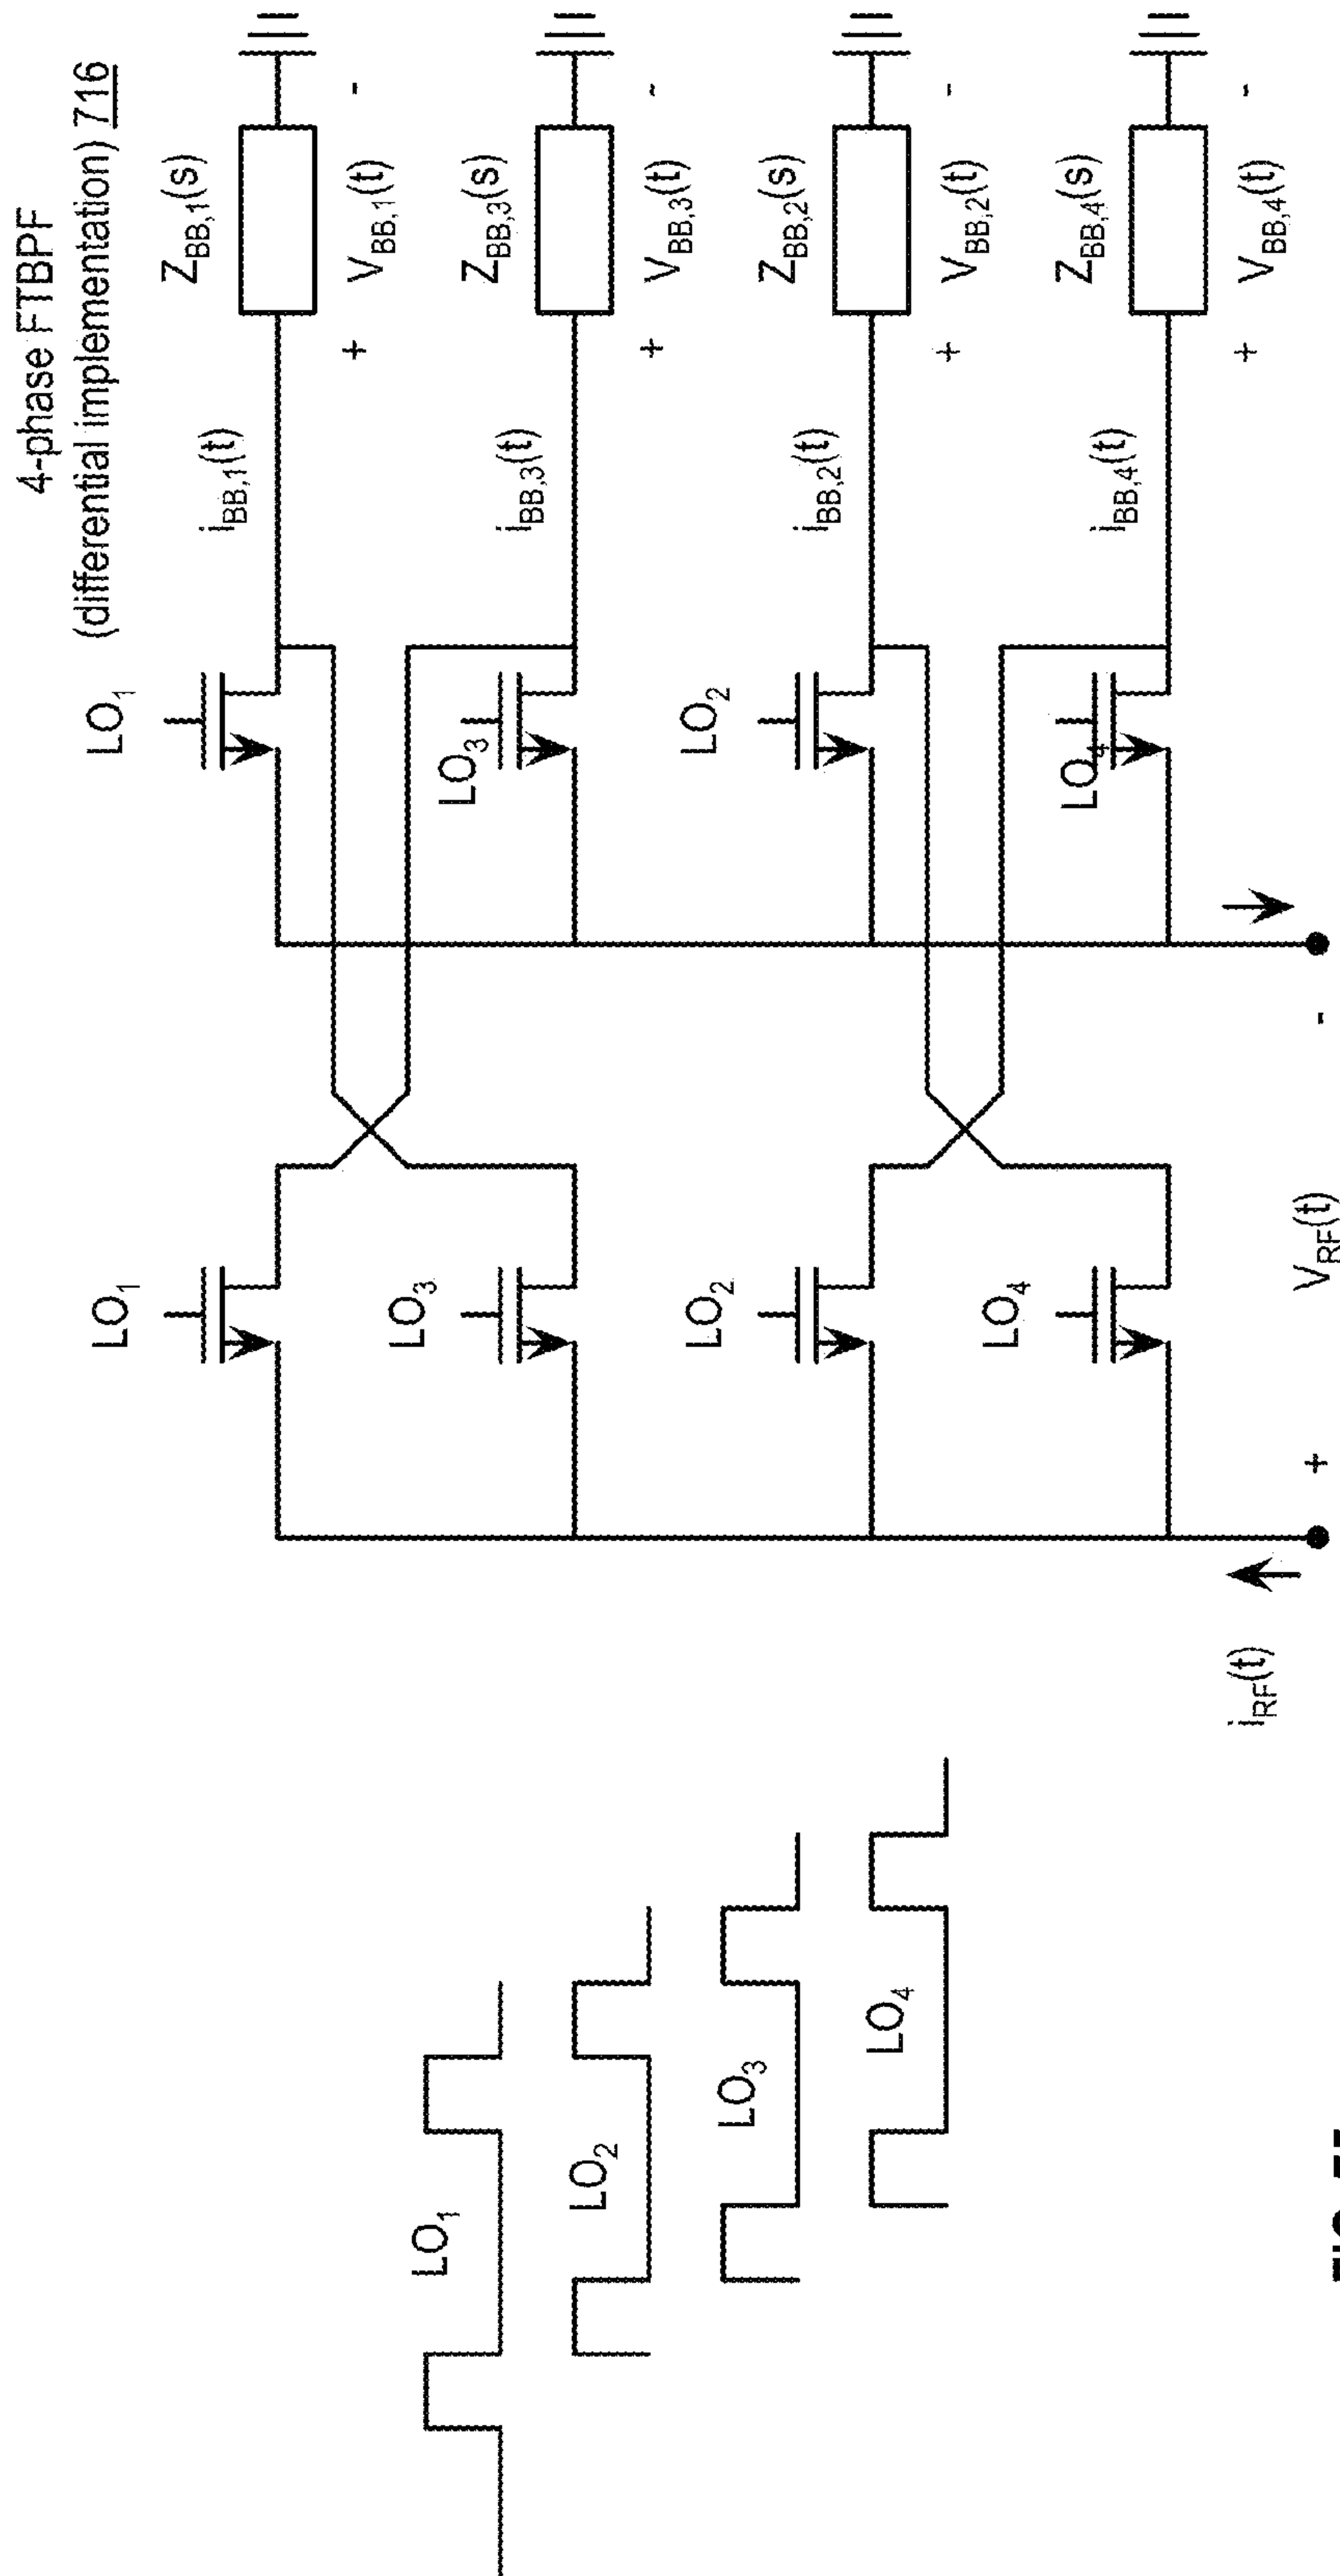 4-phase FTBPF
(differential implementation) 716
LO1
LO2
LO3
LO4
LO1
LO3
LO2
LO4
LO1
LO3
LO2
LO4
iBB,1(t)
iBB,3(t)
iBB,2(t)
iBB,4(t)
ZBB,1(s)
+ VBB,1(t) -
ZBB,3(s)
+ VBB,3(t) ~
ZBB,2(s)
+ VBB,2(t) -
ZBB,4(s)
+ VBB,4(t) ~
iRF(t)
+ VRF(t) -